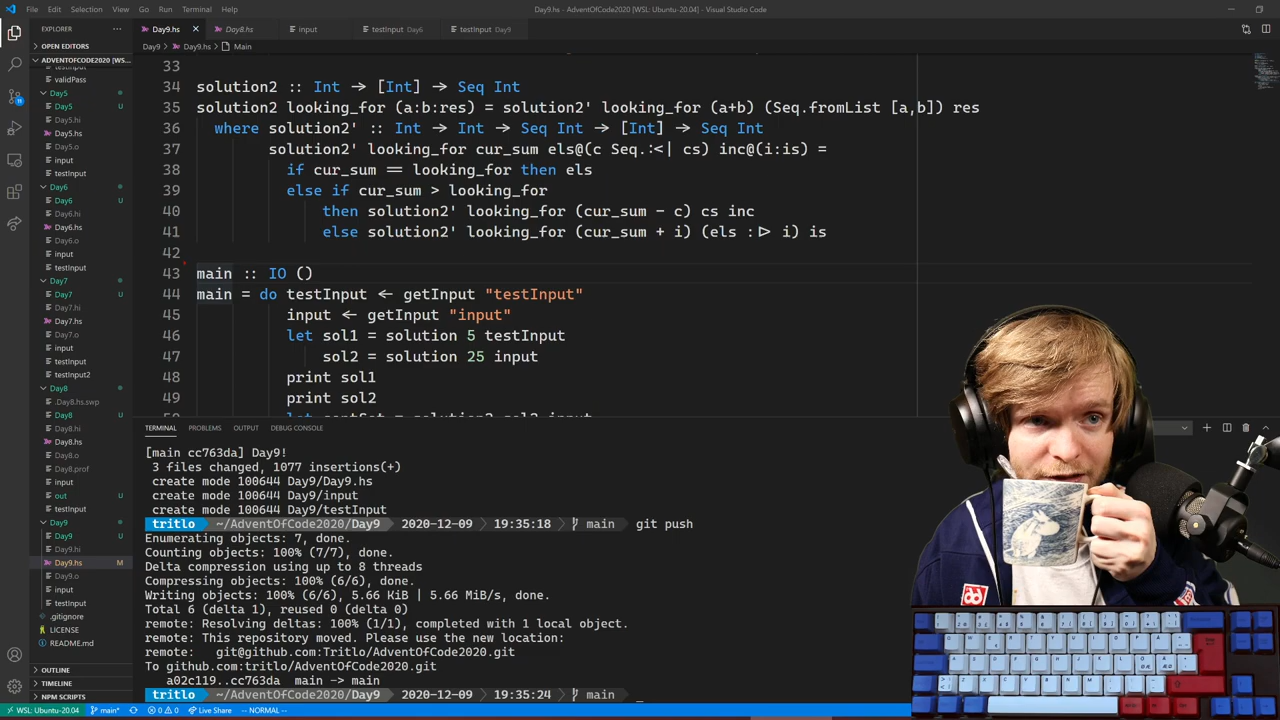 File Edit Selection View Go Run Terminal Help
Day9.hs - AdventOfCode2020 [WSL: Ubuntu-20.04] - Visual Studio Code
EXPLORER
Day9.hs
Day8.hs
input
testInput Day6
testInput Day9
OPEN EDITORS
Day9 > Day9.hs > Main
ADVENTOFCODE2020 [WS...
testInput
validPass
Day5
Day5 U
Day5.hi
Day5.hs
Day5.o
input
testInput
Day6
Day6 U
Day6.hi
Day6.hs
Day6.o
input
testInput
Day7
Day7 U
Day7.hi
Day7.hs
Day7.o
input
testInput
testInput2
Day8
.Day8.hs.swp
Day8 U
Day8.hi
Day8.hs
Day8.o
Day8.prof
input
out U
testInput
Day9
Day9 U
Day9.hi
Day9.hs M
Day9.o
input
testInput
.gitignore
LICENSE
README.md
OUTLINE
TIMELINE
NPM SCRIPTS
33
34 solution2 :: Int → [Int] → Seq Int
35 solution2 looking_for (a:b:res) = solution2' looking_for (a+b) (Seq.fromList [a,b]) res
36 where solution2' :: Int → Int → Seq Int → [Int] → Seq Int
37 solution2' looking_for cur_sum els@(c Seq.:<| cs) inc@(i:is) =
38 if cur_sum == looking_for then els
39 else if cur_sum > looking_for
40 then solution2' looking_for (cur_sum - c) cs inc
41 else solution2' looking_for (cur_sum + i) (els :|> i) is
42
43 main :: IO ()
44 main = do testInput ← getInput "testInput"
45 input ← getInput "input"
46 let sol1 = solution 5 testInput
47 sol2 = solution 25 input
48 print sol1
49 print sol2
TERMINAL PROBLEMS OUTPUT DEBUG CONSOLE
[main cc763da] Day9!
3 files changed, 1077 insertions(+)
create mode 100644 Day9/Day9.hs
create mode 100644 Day9/input
create mode 100644 Day9/testInput
tritlo ~/AdventOfCode2020/Day9 2020-12-09 19:35:18 main git push
Enumerating objects: 7, done.
Counting objects: 100% (7/7), done.
Delta compression using up to 8 threads
Compressing objects: 100% (6/6), done.
Writing objects: 100% (6/6), 5.66 KiB | 5.66 MiB/s, done.
Total 6 (delta 1), reused 0 (delta 0)
remote: Resolving deltas: 100% (1/1), completed with 1 local object.
remote: This repository moved. Please use the new location:
remote: git@github.com:Tritlo/AdventOfCode2020.git
To github.com:tritlo/AdventOfCode2020.git
a02c119..cc763da main -> main
tritlo ~/AdventOfCode2020/Day9 2020-12-09 19:35:24 main
WSL: Ubuntu-20.04 main* 0 0 Live Share -- NORMAL --